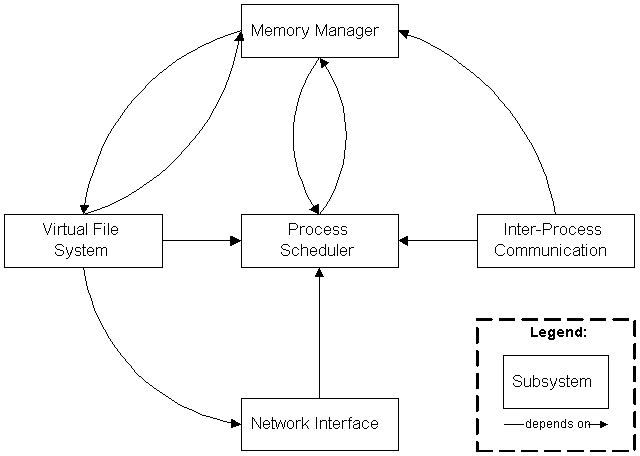 Memory Manager
Virtual File
System
Process
Scheduler
Inter-Process
Communication
Network Interface
Legend:
Subsystem
depends on